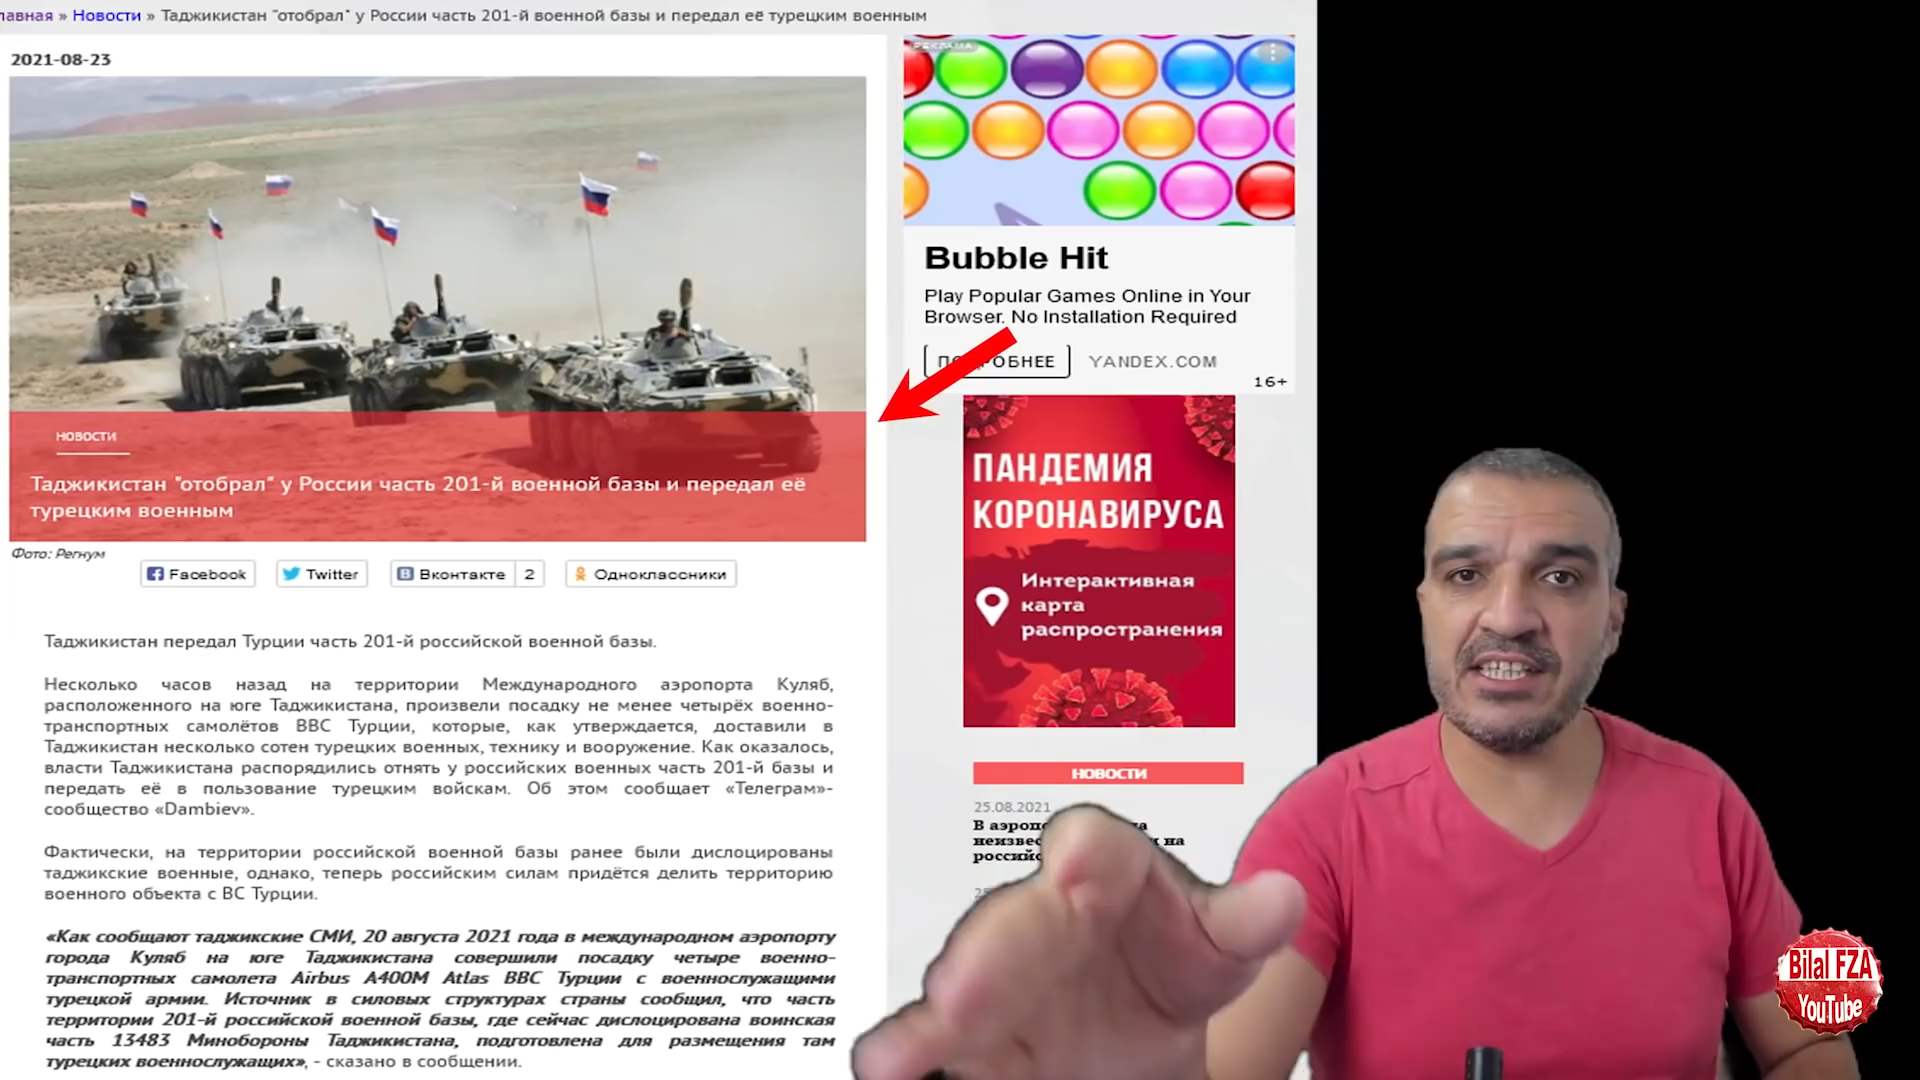 лавная » Новости » Таджикистан "отобрал" у России часть 201-й военной базы и передал её турецким военным
2021-08-23
НОВОСТИ
Таджикистан "отобрал" у России часть 201-й военной базы и передал её
турецким военным
Фото: Регнум
Facebook
Twitter
Вконтакте 2
Одноклассники
Таджикистан передал Турции часть 201-й российской военной базы.
Несколько часов назад на территории Международного аэропорта Куляб,
расположенного на юге Таджикистана, произвели посадку не менее четырёх военно-
транспортных самолётов ВВС Турции, которые, как утверждается, доставили в
Таджикистан несколько сотен турецких военных, технику и вооружение. Как оказалось,
власти Таджикистана распорядились отнять у российских военных часть 201-й базы и
передать её в пользование турецким войскам. Об этом сообщает «Телеграм»-
сообщество «Dambiev».
Фактически, на территории российской военной базы ранее были дислоцированы
таджикские военные, однако, теперь российским силам придётся делить территорию
военного объекта с ВС Турции.
«Как сообщают таджикские СМИ, 20 августа 2021 года в международном аэропорту
города Куляб на юге Таджикистана совершили посадку четыре военно-
транспортных самолета Airbus A400M Atlas ВВС Турции с военнослужащими
турецкой армии. Источник в силовых структурах страны сообщил, что часть
территории 201-й российской военной базы, где сейчас дислоцирована воинская
часть 13483 Минобороны Таджикистана, подготовлена для размещения там
турецких военнослужащих», - сказано в сообщении.
РЕКЛАМА
Bubble Hit
Play Popular Games Online in Your
Browser. No Installation Required
YANDEX.COM
16+
ПАНДЕМИЯ
КОРОНАВИРУСА
Интерактивная
карта
распространения
НОВОСТИ
25.08.2021
В
на
Bilal FZA
YouTube